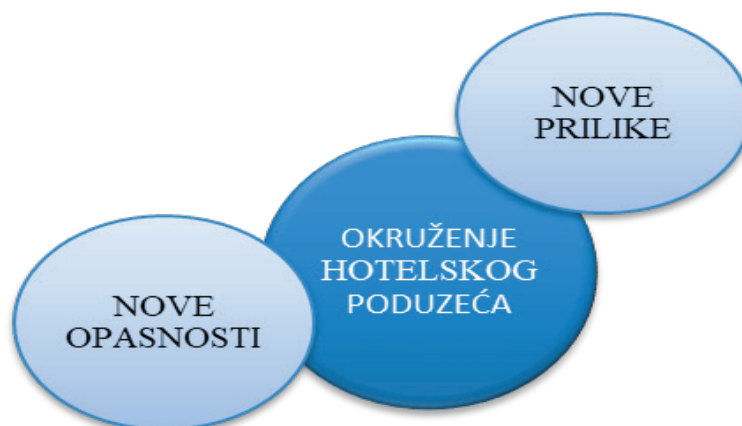 NOVE
PRILIKE
OKRUŽENJE
HOTELSKOG
PODUZEĆA
NOVE
OPASNOSTI